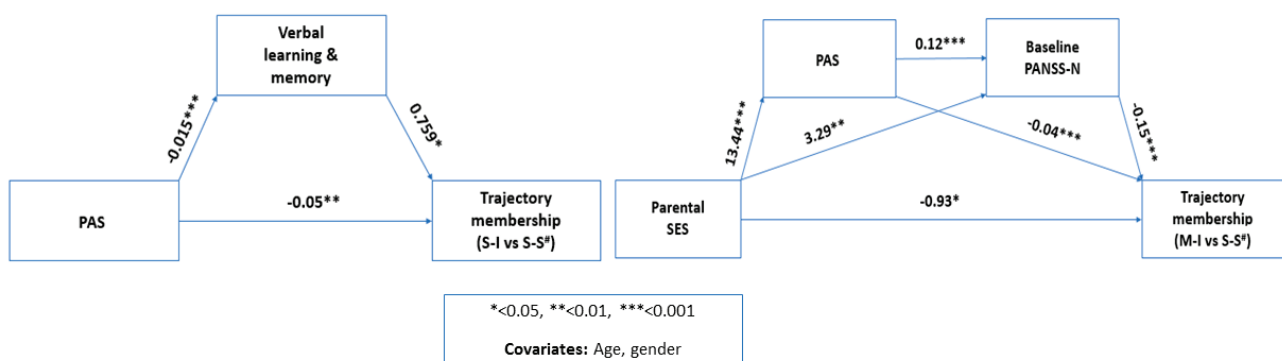 Verbal
learning &
memory
-0.015***
0.759*
PAS
-0.05**
Trajectory
membership
(S-I vs S-S#)
PAS
0.12***
Baseline
PANSS-N
13.44***
3.29**
-0.04***
-0.15***
Parental
SES
-0.93*
Trajectory
membership
(M-I vs S-S#)
*<0.05, **<0.01, ***<0.001
Covariates: Age, gender